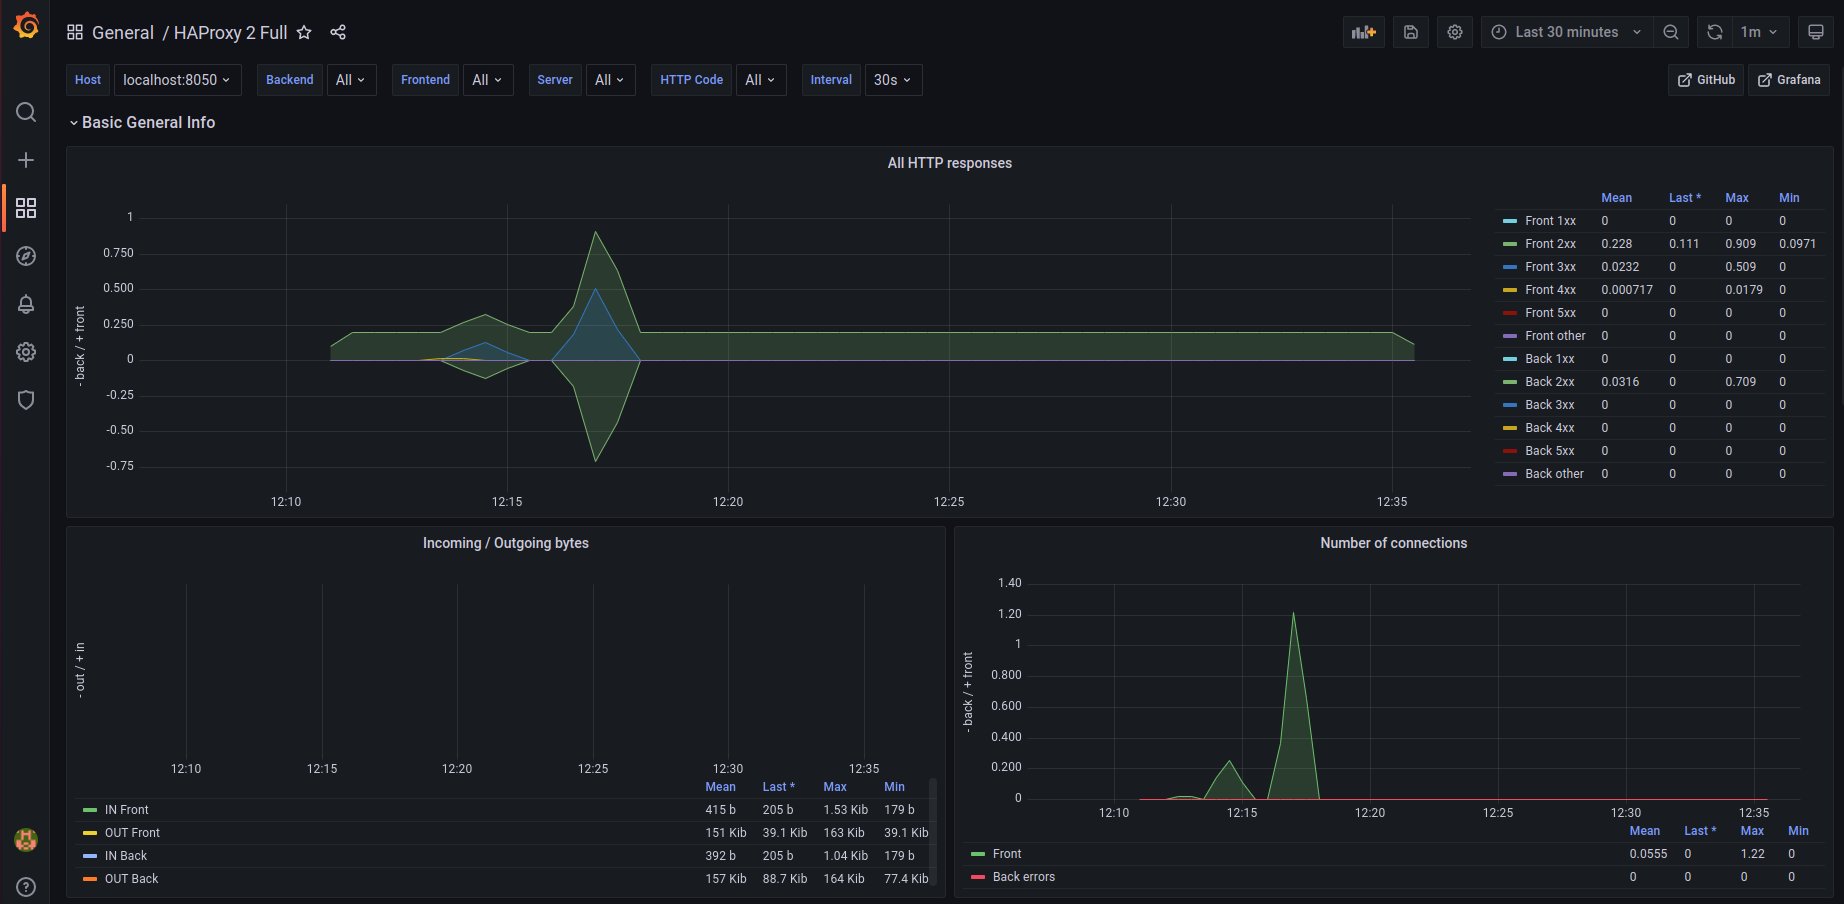 General / HAProxy 2 Full
Last 30 minutes
1m
Host localhost:8050 Backend All Frontend All Server All HTTP Code All Interval 30s GitHub Grafana
Basic General Info
All HTTP responses
- back / + front
1
0.750
0.500
0.250
0
-0.25
-0.50
-0.75
12:10 12:15 12:20 12:25 12:30 12:35
Mean Last * Max Min
Front 1xx 0 0 0 0
Front 2xx 0.228 0.111 0.909 0.0971
Front 3xx 0.0232 0 0.509 0
Front 4xx 0.000717 0 0.0179 0
Front 5xx 0 0 0 0
Front other 0 0 0 0
Back 1xx 0 0 0 0
Back 2xx 0.0316 0 0.709 0
Back 3xx 0 0 0 0
Back 4xx 0 0 0 0
Back 5xx 0 0 0 0
Back other 0 0 0 0
Incoming / Outgoing bytes
- out / + in
12:10 12:15 12:20 12:25 12:30 12:35
Mean Last * Max Min
IN Front 415 b 205 b 1.53 Kib 179 b
OUT Front 151 Kib 39.1 Kib 163 Kib 39.1 Kib
IN Back 392 b 205 b 1.04 Kib 179 b
OUT Back 157 Kib 88.7 Kib 164 Kib 77.4 Kib
Number of connections
- back / + front
1.40
1.20
1
0.800
0.600
0.400
0.200
0
12:10 12:15 12:20 12:25 12:30 12:35
Mean Last * Max Min
Front 0.0555 0 1.22 0
Back errors 0 0 0 0